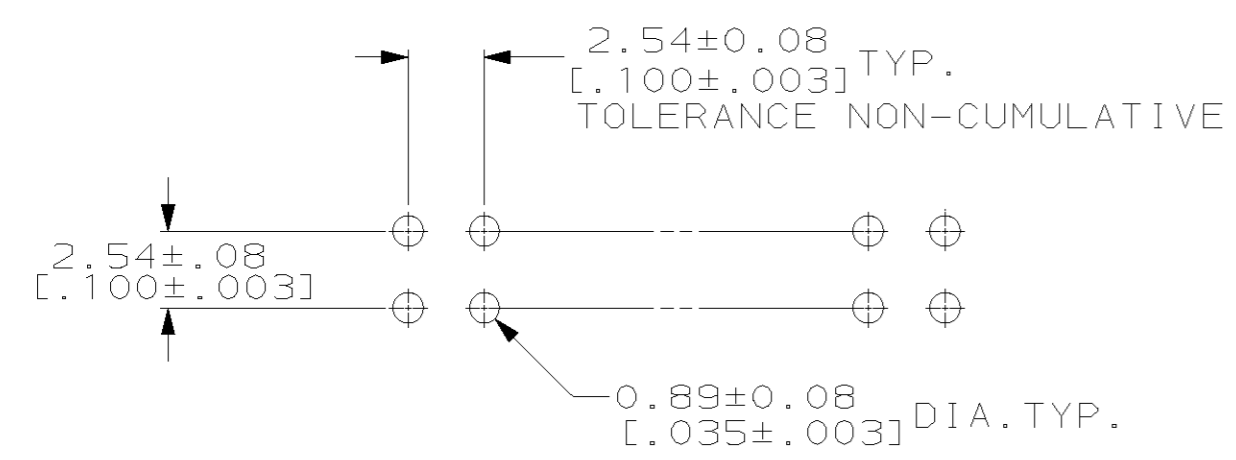 2.54±0.08
[.100±.003] TYP.
TOLERANCE NON-CUMULATIVE
2.54±.08
[.100±.003]
0.89±0.08
[.035±.003] DIA.TYP.